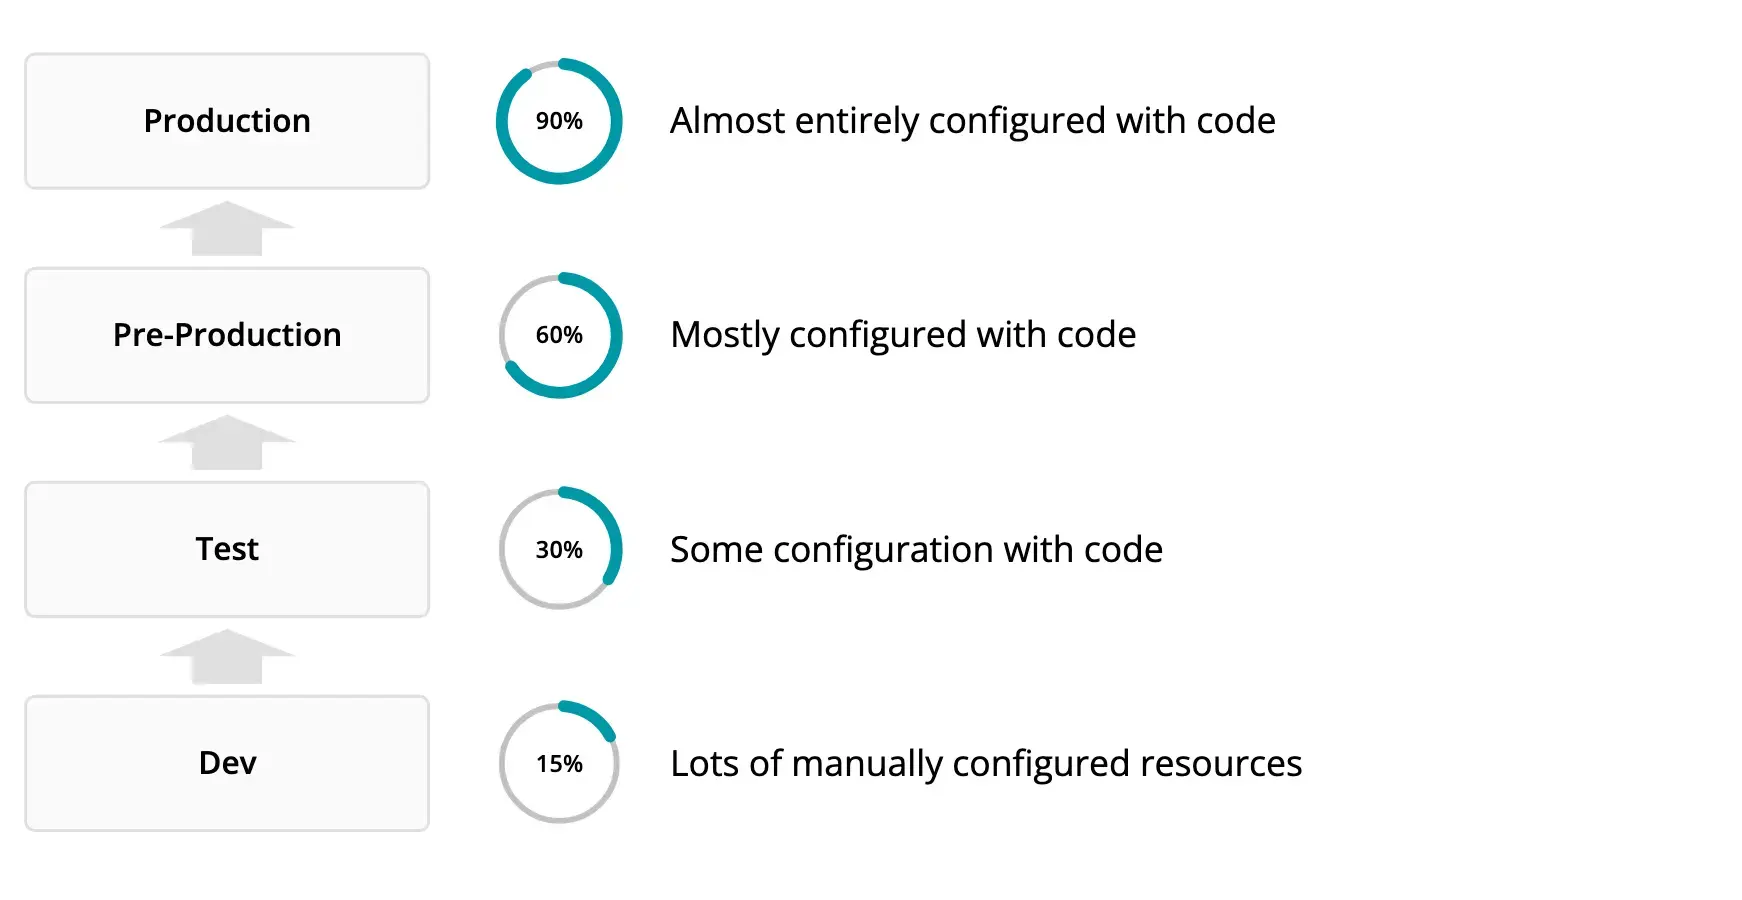 Production
90%
Almost entirely configured with code
Pre-Production
60%
Mostly configured with code
Test
30%
Some configuration with code
Dev
15%
Lots of manually configured resources